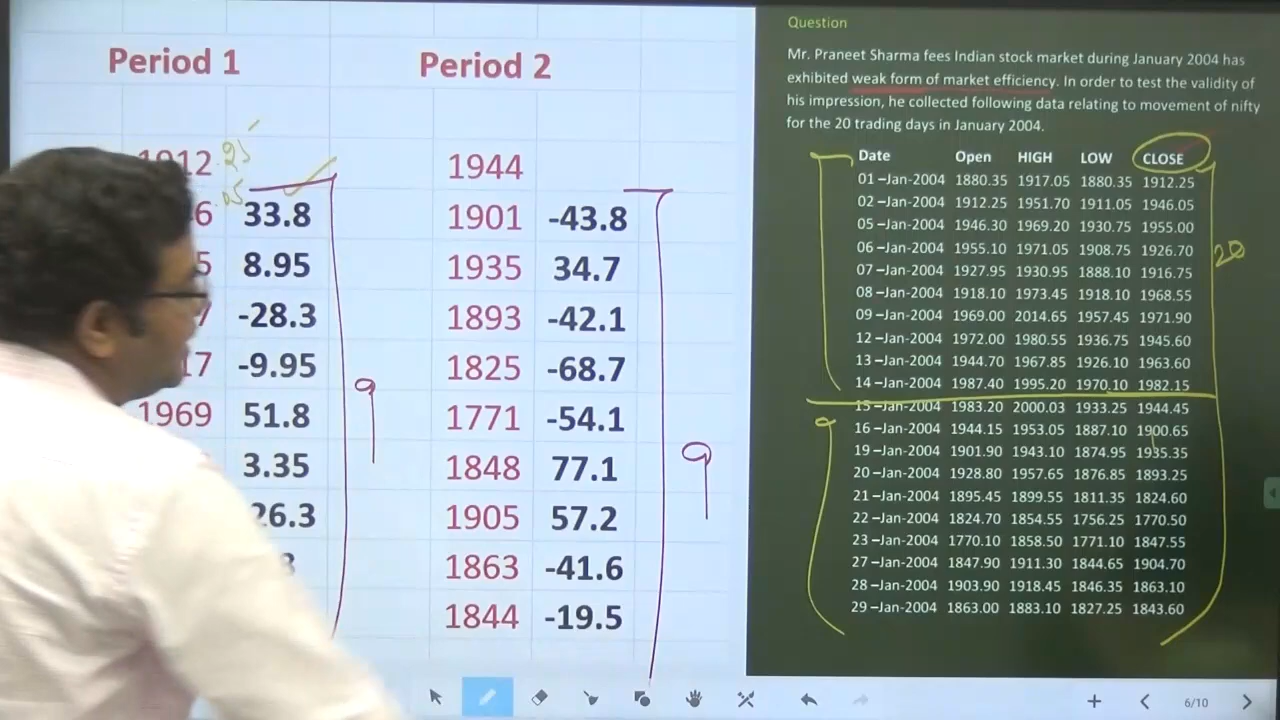 Period 1
Period 2
912
.25
1944
6
.05
33.8
1901
-43.8
5
8.95
1935
34.7
7
-28.3
1893
-42.1
17
-9.95
1825
-68.7
1969
51.8
1771
-54.1
3.35
1848
77.1
26.3
1905
57.2
1863
-41.6
1844
-19.5
9
9
Question
Mr. Praneet Sharma fees Indian stock market during January 2004 has
exhibited weak form of market efficiency. In order to test the validity of
his impression, he collected following data relating to movement of nifty
for the 20 trading days in January 2004.
Date Open HIGH LOW CLOSE
01–Jan-2004 1880.35 1917.05 1880.35 1912.25
02 –Jan-2004 1912.25 1951.70 1911.05 1946.05
05 –Jan-2004 1946.30 1969.20 1930.75 1955.00
06 –Jan-2004 1955.10 1971.05 1908.75 1926.70
07 –Jan-2004 1927.95 1930.95 1888.10 1916.75
08 –Jan-2004 1918.10 1973.45 1918.10 1968.55
09 –Jan-2004 1969.00 2014.65 1957.45 1971.90
12 –Jan-2004 1972.00 1980.55 1936.75 1945.60
13 –Jan-2004 1944.70 1967.85 1926.10 1963.60
14 –Jan-2004 1987.40 1995.20 1970.10 1982.15
15 –Jan-2004 1983.20 2000.03 1933.25 1944.45
16 –Jan-2004 1944.15 1953.05 1887.10 1900.65
19 –Jan-2004 1901.90 1943.10 1874.95 1935.35
20 –Jan-2004 1928.80 1957.65 1876.85 1893.25
21 –Jan-2004 1895.45 1899.55 1811.35 1824.60
22 –Jan-2004 1824.70 1854.55 1756.25 1770.50
23 –Jan-2004 1770.10 1858.50 1771.10 1847.55
27 –Jan-2004 1847.90 1911.30 1844.65 1904.70
28 –Jan-2004 1903.90 1918.45 1846.35 1863.10
29 –Jan-2004 1863.00 1883.10 1827.25 1843.60
20
6/10